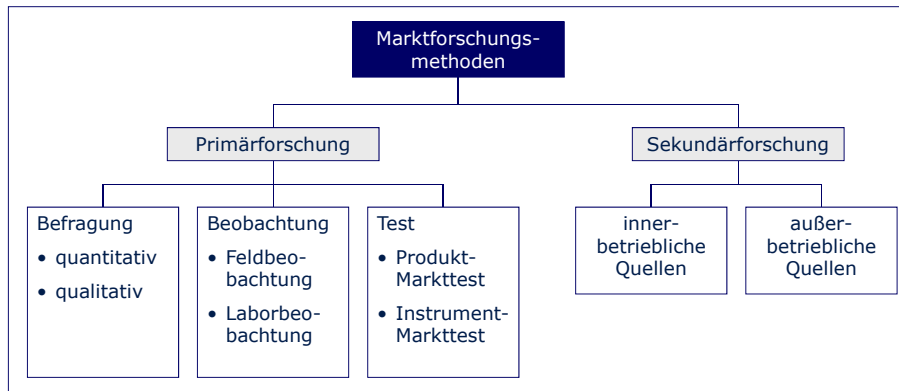 Marktforschungs-
methoden
Primärforschung
Sekundärforschung
Befragung
• quantitativ
• qualitativ
Beobachtung
• Feldbeo-
bachtung
• Laborbeo-
bachtung
Test
• Produkt-
Markttest
• Instrument-
Markttest
inner-
betriebliche
Quellen
außer-
betriebliche
Quellen